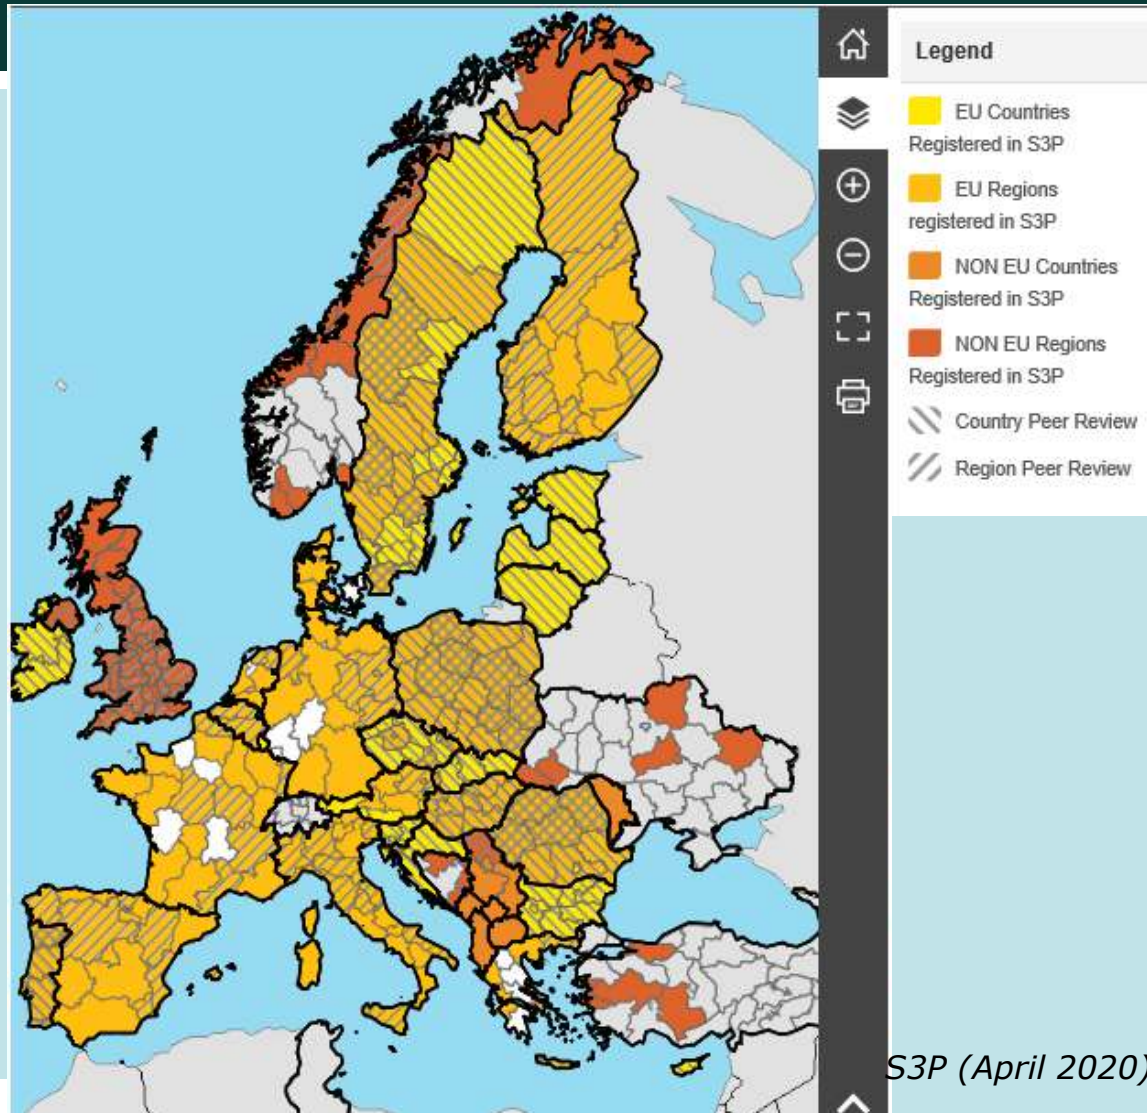 Legend
EU Countries
Registered in S3P
EU Regions
registered in S3P
NON EU Countries
Registered in S3P
NON EU Regions
Registered in S3P
Country Peer Review
Region Peer Review
S3P (April 2020)